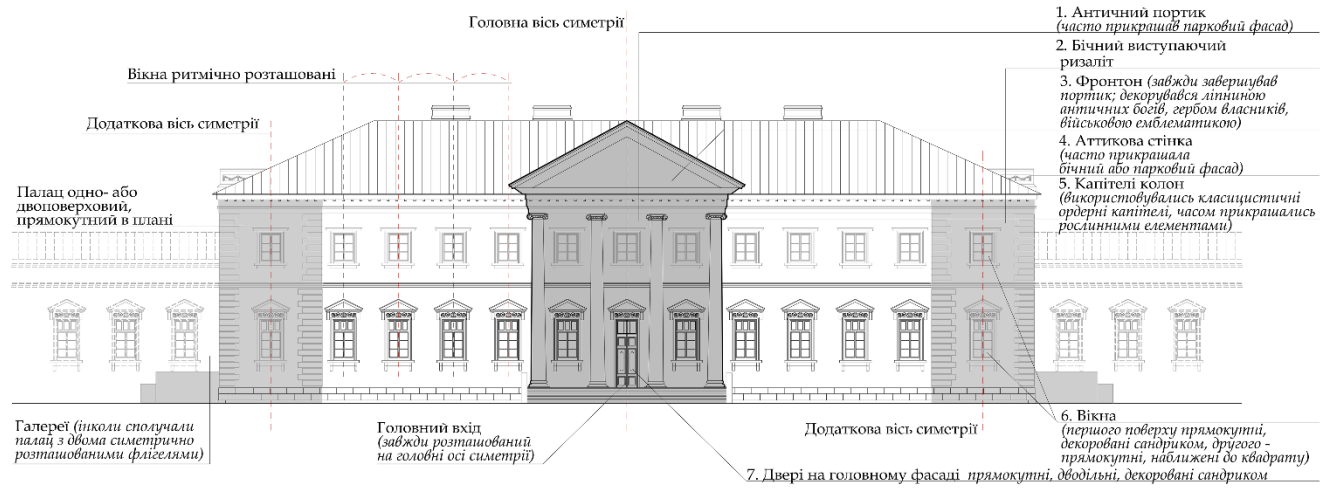 Головна вісь симетрії
Вікна ритмічно розташовані
Додаткова вісь симетрії
Палац одно- або
двоповерховий,
прямокутний в плані
1. Античний портик
(часто прикрашав парковий фасад)
2. Бічний виступаючий
ризаліт
3. Фронтон (завжди завершував
портик; декорувався ліпниною
античних богів, гербом власників,
військовою емблематикою)
4. Аттикова стінка
(часто прикрашала
бічний або парковий фасад)
5. Капітелі колон
(використовувались класицистичні
ордерні капітелі, часом прикрашались
рослинними елементами)
Галереї (інколи сполучали
палац з двома симетрично
розташованими флігелями)
Головний вхід
(завжди розташований
на головні осі симетрії)
Додаткова вісь симетрії
6. Вікна
(першого поверху прямокутні,
декоровані сандриком, другого -
прямокутні, наближені до квадрату)
7. Двері на головному фасаді прямокутні, дводільні, декоровані сандриком